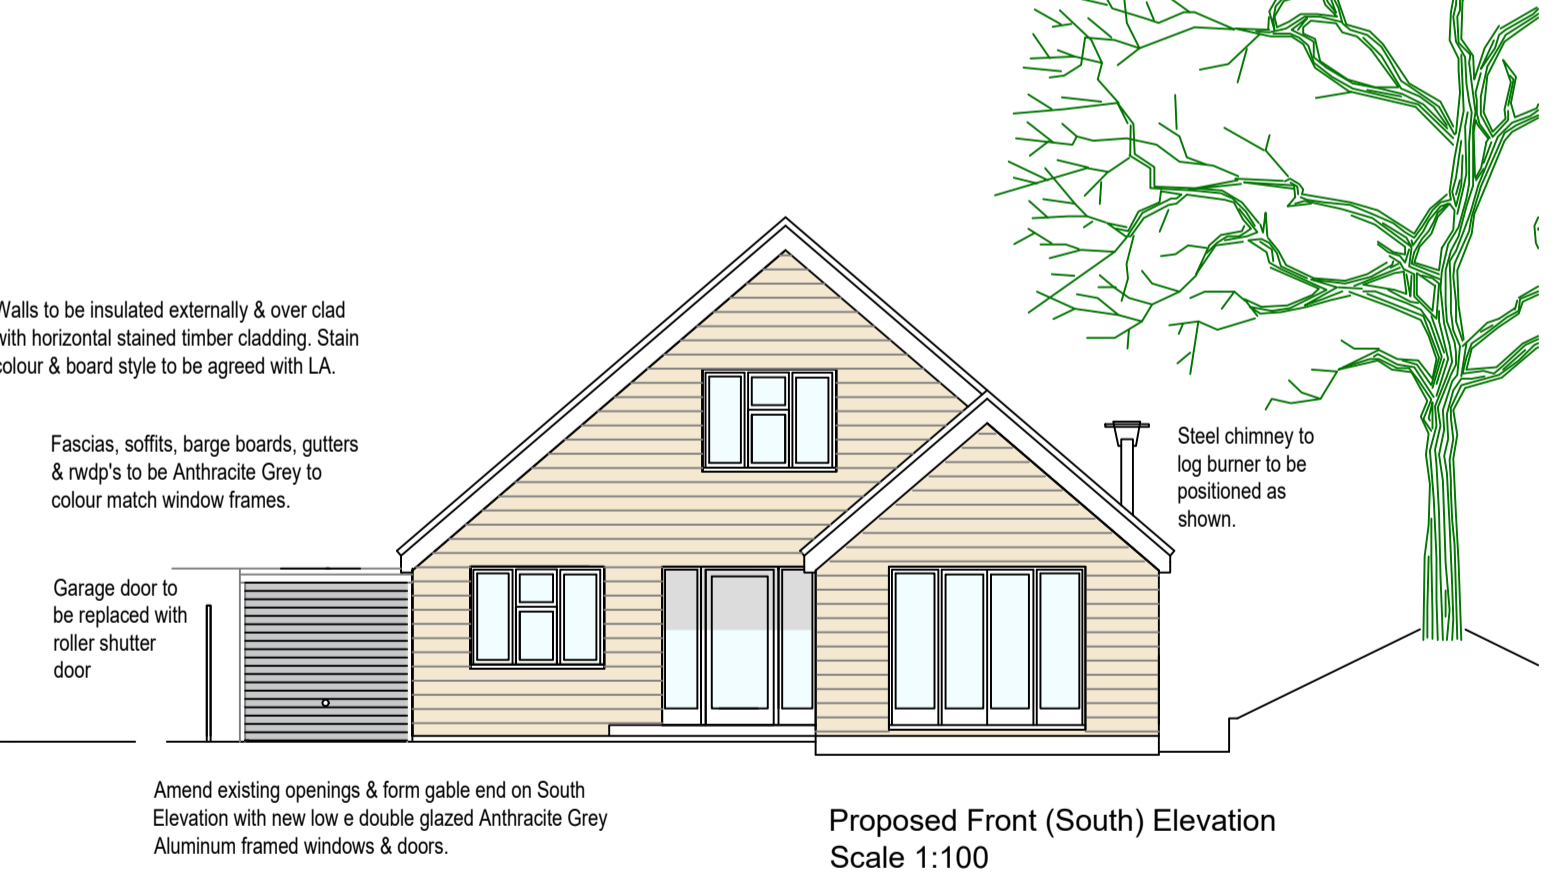 Walls to be insulated externally & over clad
with horizontal stained timber cladding. Stain
colour & board style to be agreed with LA.
Fascias, soffits, barge boards, gutters
& rwdp's to be Anthracite Grey to
colour match window frames.
Steel chimney to
log burner to be
positioned as
shown.
Garage door to
be replaced with
roller shutter
door
Amend existing openings & form gable end on South
Elevation with new low e double glazed Anthracite Grey
Aluminum framed windows & doors.
Proposed Front (South) Elevation
Scale 1:100